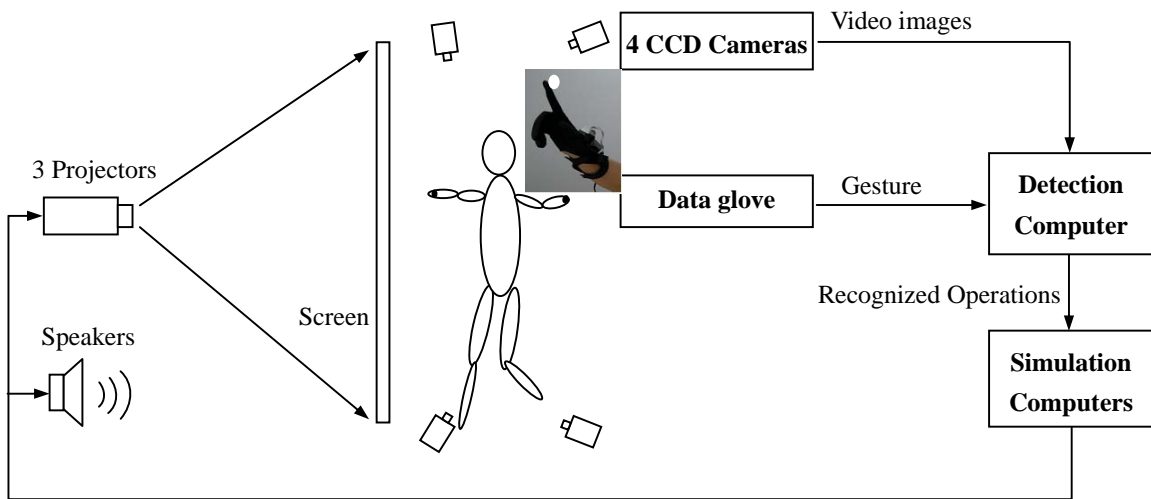 Video images
4 CCD Cameras
3 Projectors
Data glove
Gesture
Detection
Computer
Recognized Operations
Screen
Speakers
Simulation
Computers